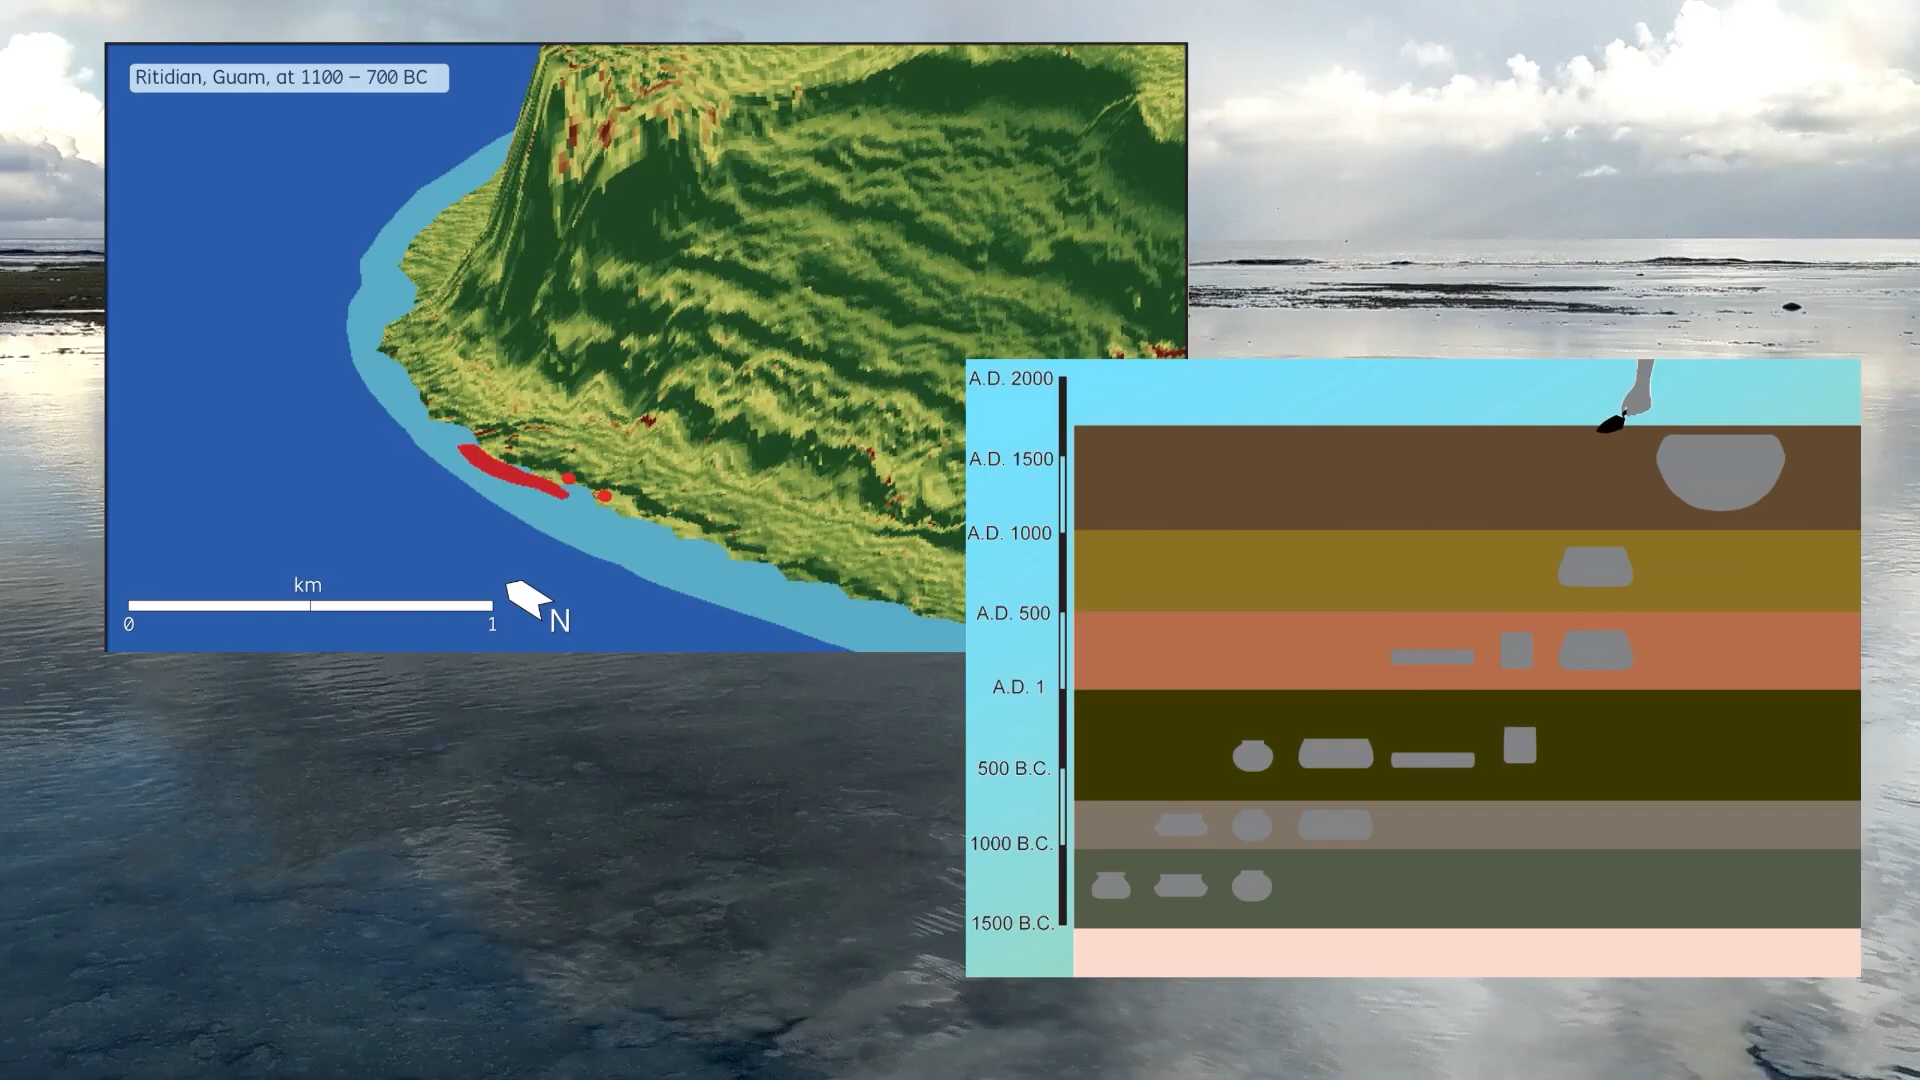 Ritidian, Guam, at 1100 – 700 BC
km
0
1
N
A.D. 2000
A.D. 1500
A.D. 1000
A.D. 500
A.D. 1
500 B.C.
1000 B.C.
1500 B.C.